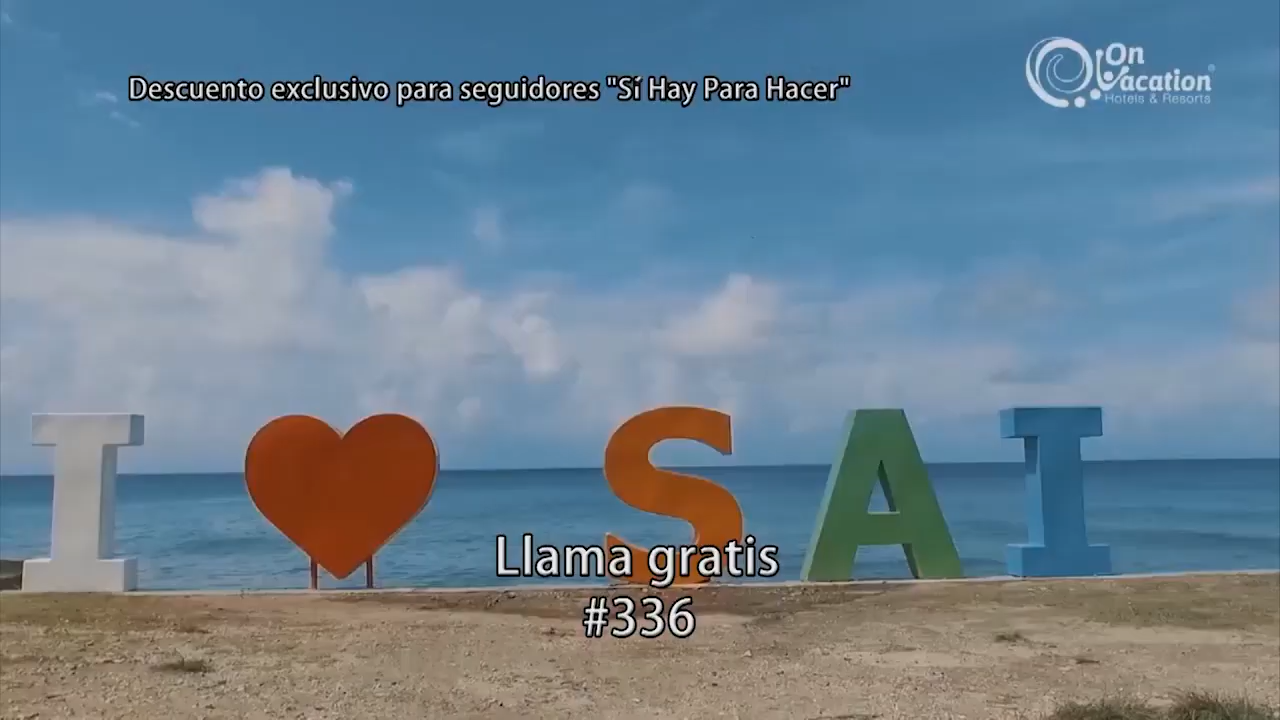 Descuento exclusivo para seguidores "Sí Hay Para Hacer"
On
Vacation
Hotels & Resorts
I ❤ SAI
Llama gratis
#336